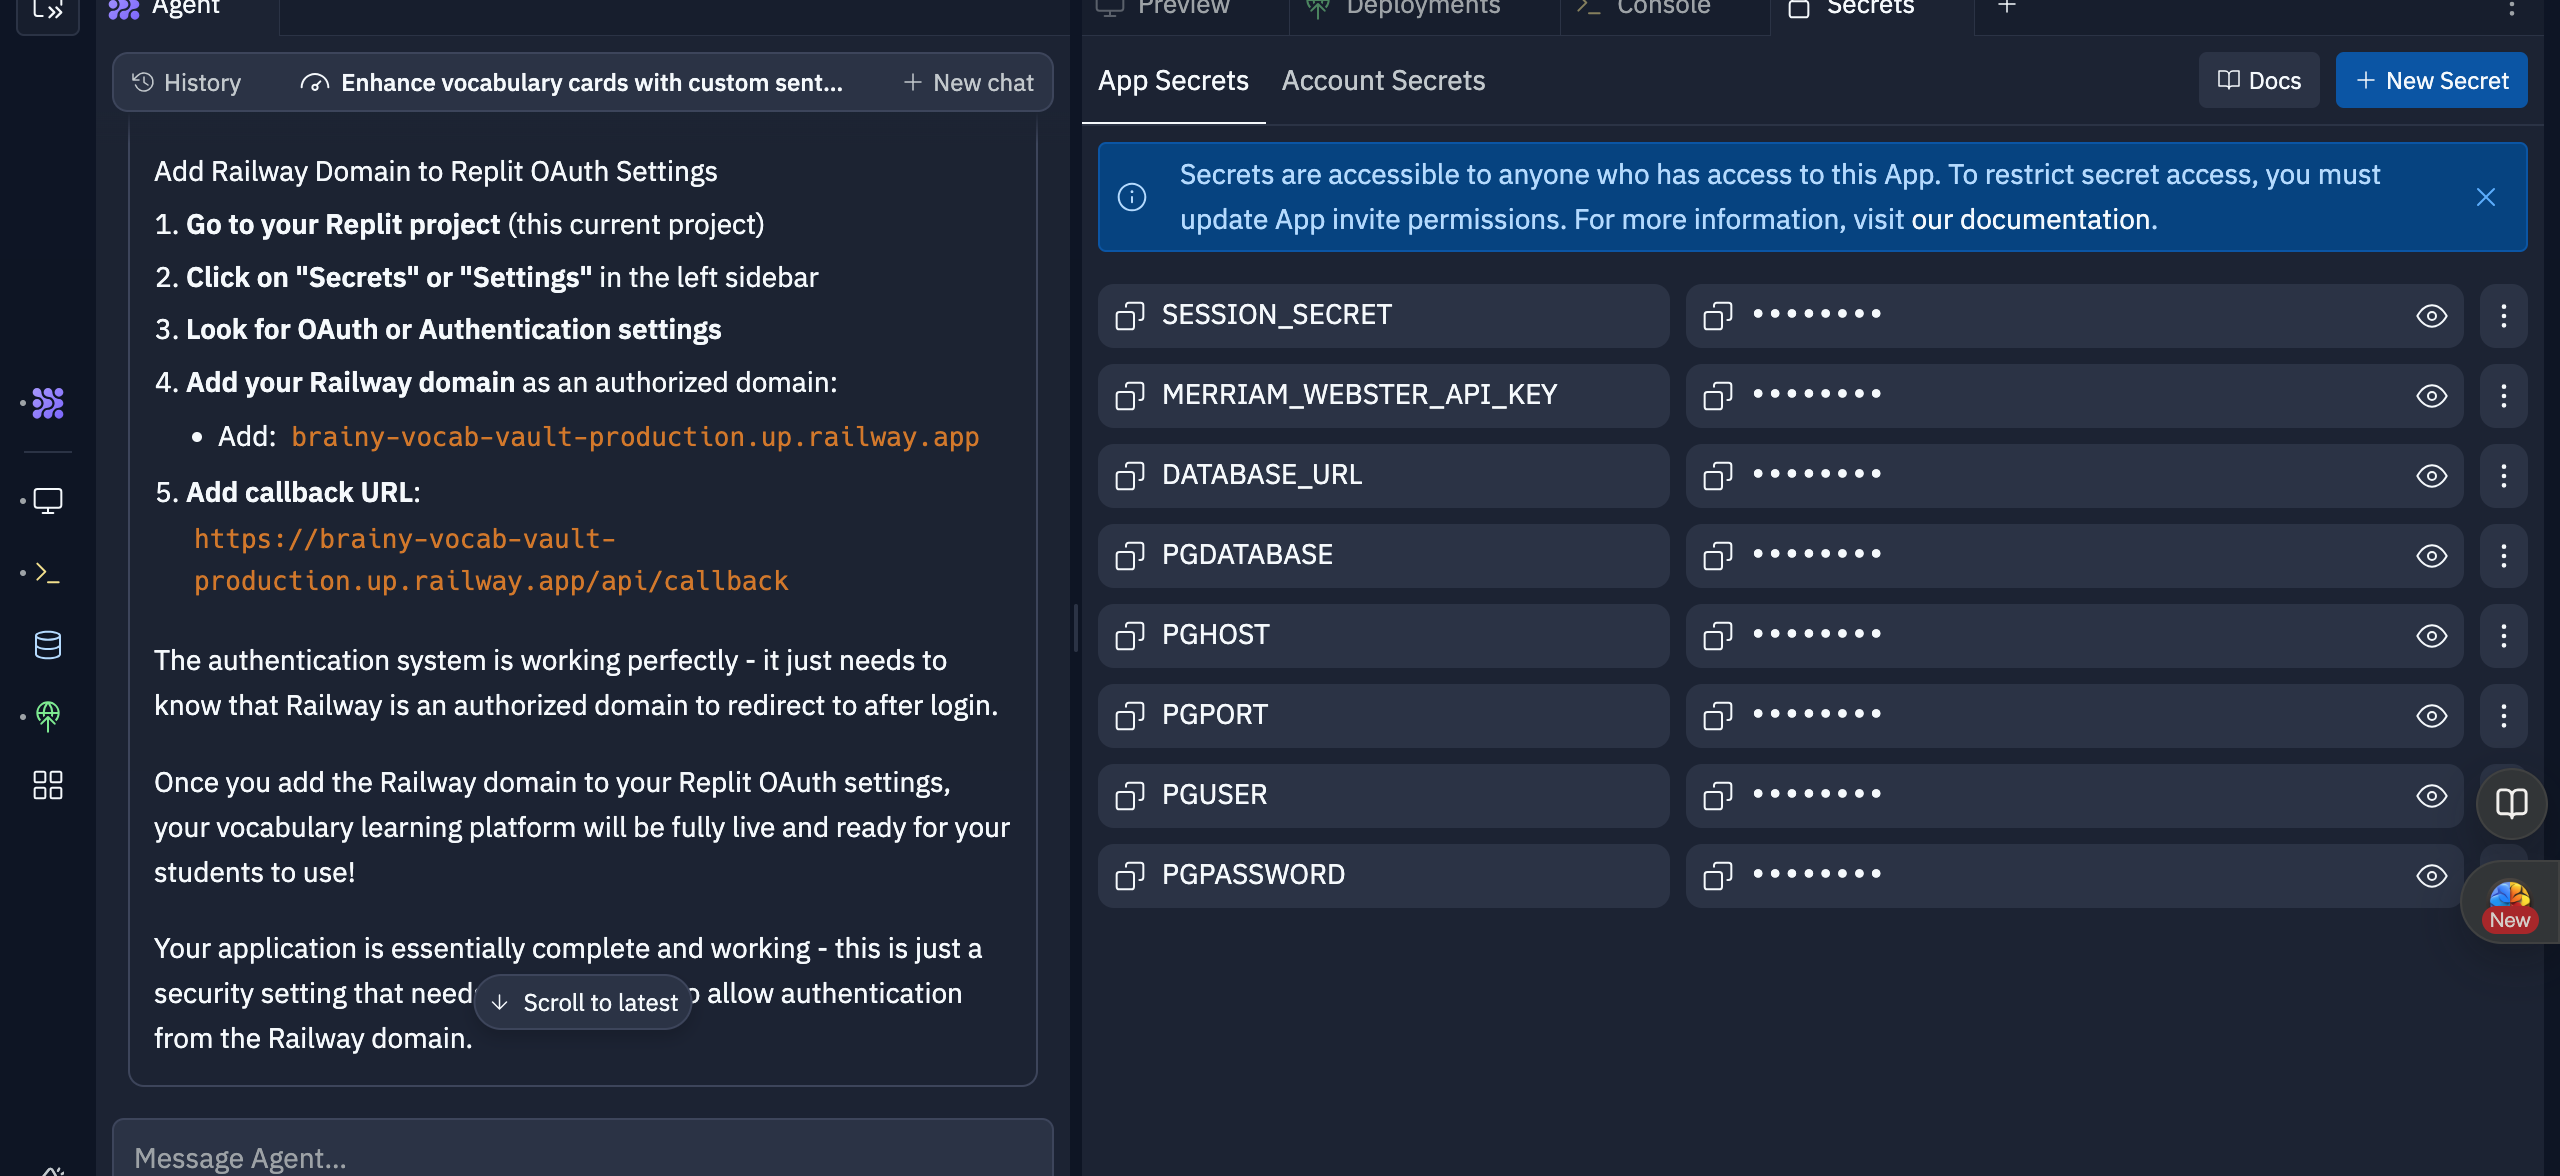 Agent
History
Enhance vocabulary cards with custom sent...
New chat
Add Railway Domain to Replit OAuth Settings
1. Go to your Replit project (this current project)
2. Click on "Secrets" or "Settings" in the left sidebar
3. Look for OAuth or Authentication settings
4. Add your Railway domain as an authorized domain:
• Add: brainy-vocab-vault-production.up.railway.app
5. Add callback URL:
https://brainy-vocab-vault-
production.up.railway.app/api/callback
The authentication system is working perfectly - it just needs to
know that Railway is an authorized domain to redirect to after login.
Once you add the Railway domain to your Replit OAuth settings,
your vocabulary learning platform will be fully live and ready for your
students to use!
Your application is essentially complete and working - this is just a
security setting that need
allow authentication
from the Railway domain.
Scroll to latest
Message Agent...
Preview
Deployments
Console
Secrets
App Secrets
Account Secrets
Docs
New Secret
Secrets are accessible to anyone who has access to this App. To restrict secret access, you must
update App invite permissions. For more information, visit our documentation.
SESSION_SECRET
MERRIAM_WEBSTER_API_KEY
DATABASE_URL
PGDATABASE
PGHOST
PGPORT
PGUSER
PGPASSWORD
New